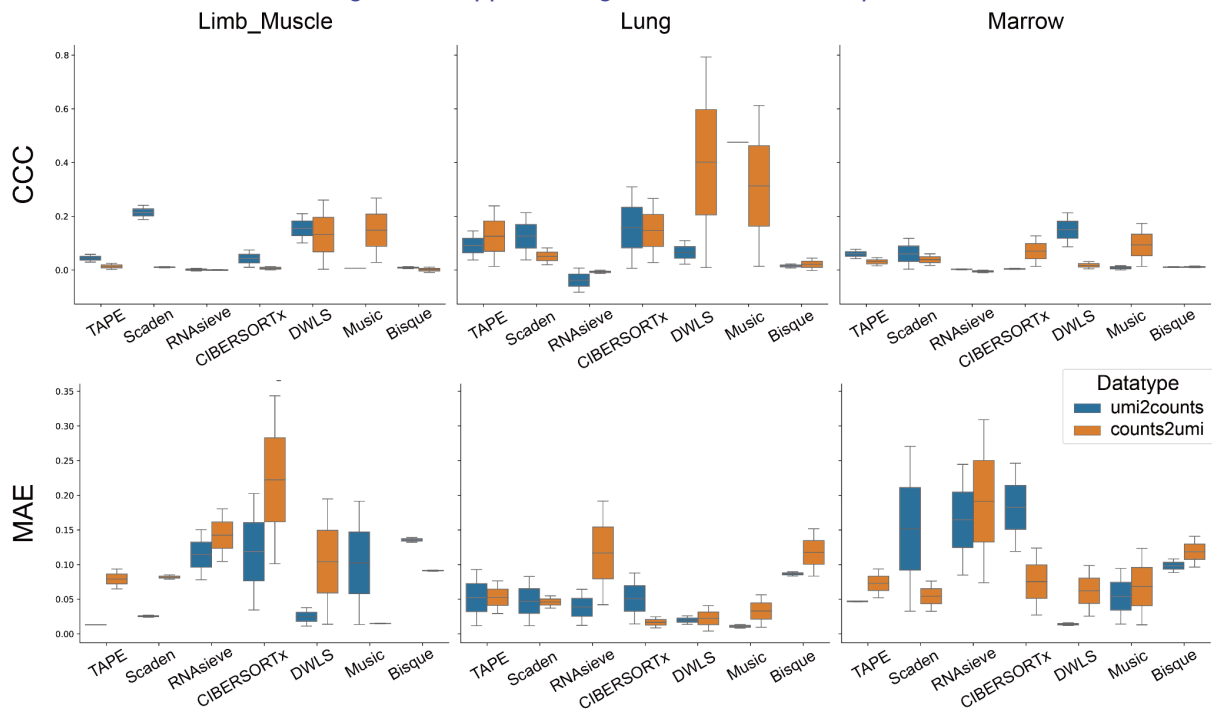 Limb_Muscle Lung Marrow
CCC
0.8
0.6
0.4
0.2
0.0
TAPE Scaden RNAsieve CIBERSORTx DWLS Music Bisque
TAPE Scaden RNAsieve CIBERSORTx DWLS Music Bisque
TAPE Scaden RNAsieve CIBERSORTx DWLS Music Bisque
MAE
0.35
0.30
0.25
0.20
0.15
0.10
0.05
0.00
Datatype
umi2counts
counts2umi
TAPE Scaden RNAsieve CIBERSORTx DWLS Music Bisque
TAPE Scaden RNAsieve CIBERSORTx DWLS Music Bisque
TAPE Scaden RNAsieve CIBERSORTx DWLS Music Bisque